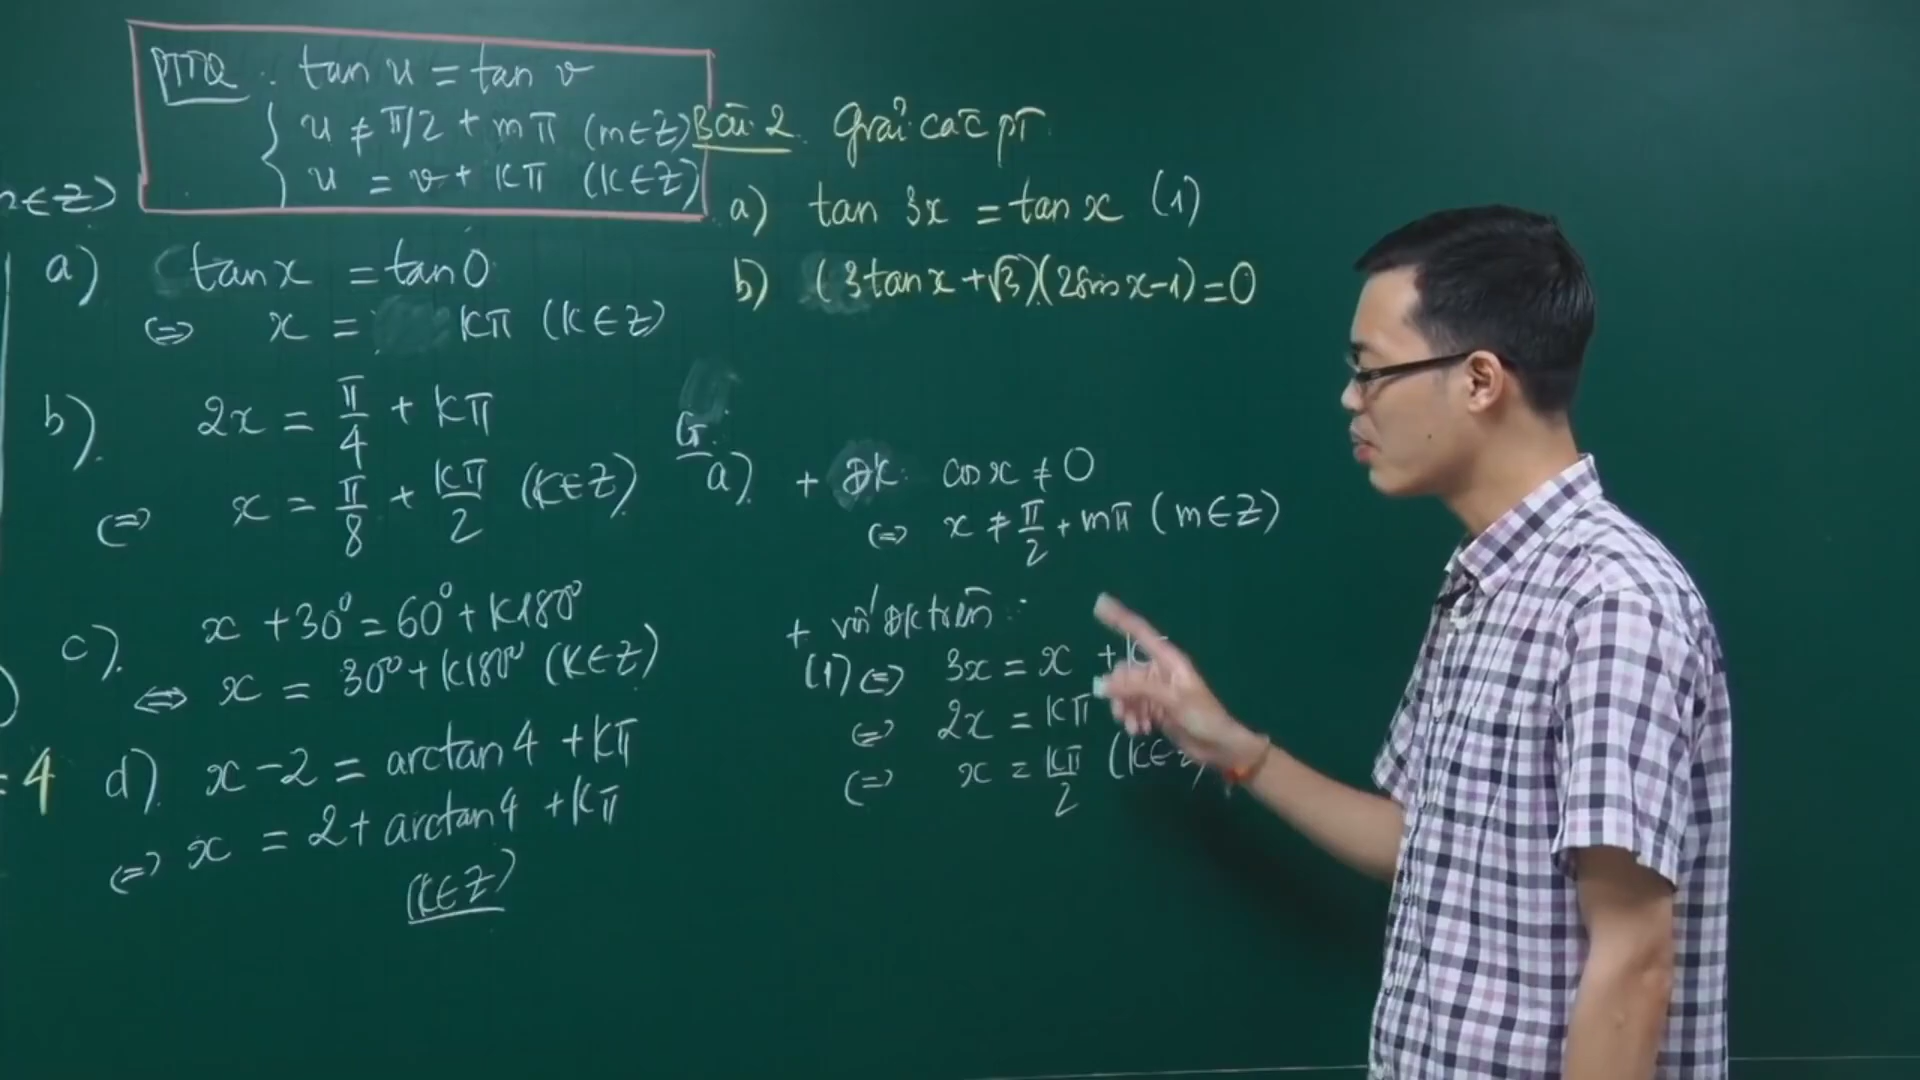 PTTQ : tan u = tan v
u ≠ π/2 + mπ (m∈Z)
u = v + kπ (k∈Z)
∈Z)
a) tan x = tan 0
⇔ x = kπ (k∈Z)
b). 2x = π/4 + kπ
⇔ x = π/8 + kπ/2 (k∈Z)
c). x + 30° = 60° + k180°
⇔ x = 30° + k180° (k∈Z)
= 4
d). x - 2 = arctan 4 + kπ
⇔ x = 2 + arctan 4 + kπ
(k∈Z)
Bài 2. Giải các pt
a) tan 3x = tan x (1)
b) (3tan x + √3)(2sin x - 1) = 0
G:
a). + ĐK: cos x ≠ 0
⇔ x ≠ π/2 + mπ (m∈Z)
+ với ĐK trên:
(1) ⇔ 3x = x + k
⇔ 2x = kπ
⇔ x = kπ/2 (k∈Z